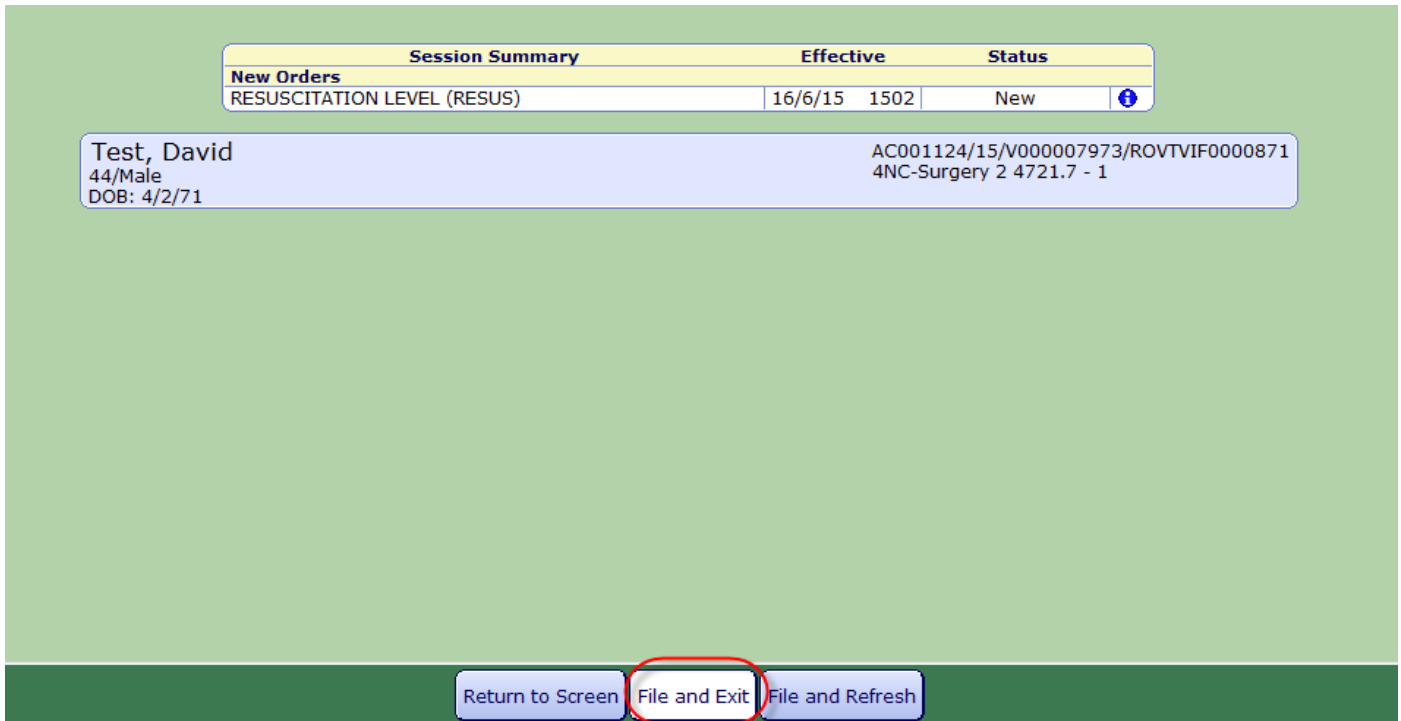 Session Summary Effective Status
New Orders
RESUSCITATION LEVEL (RESUS) 16/6/15 1502 New
Test, David
44/Male
DOB: 4/2/71
AC001124/15/V000007973/ROVTVIF0000871
4NC-Surgery 2 4721.7 - 1
Return to Screen File and Exit File and Refresh